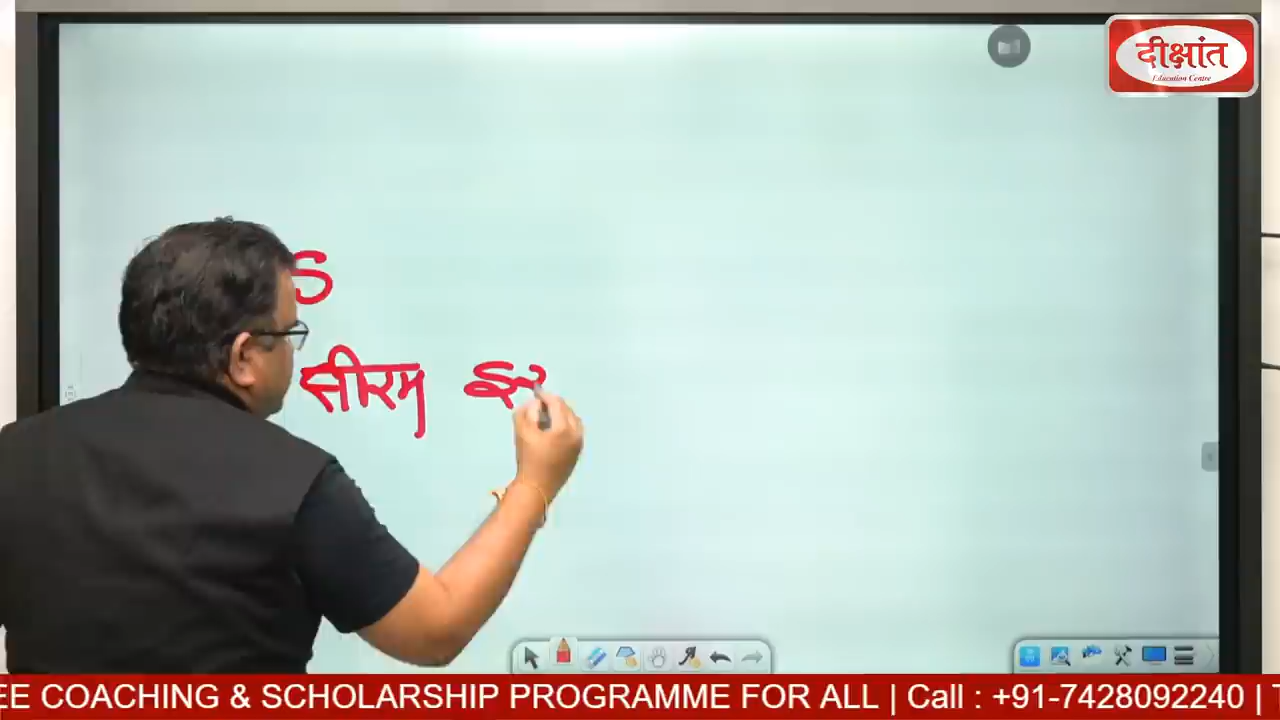 दीक्षांत
Education Centre
S
सीरम
EE COACHING & SCHOLARSHIP PROGRAMME FOR ALL | Call : +91-7428092240 | T